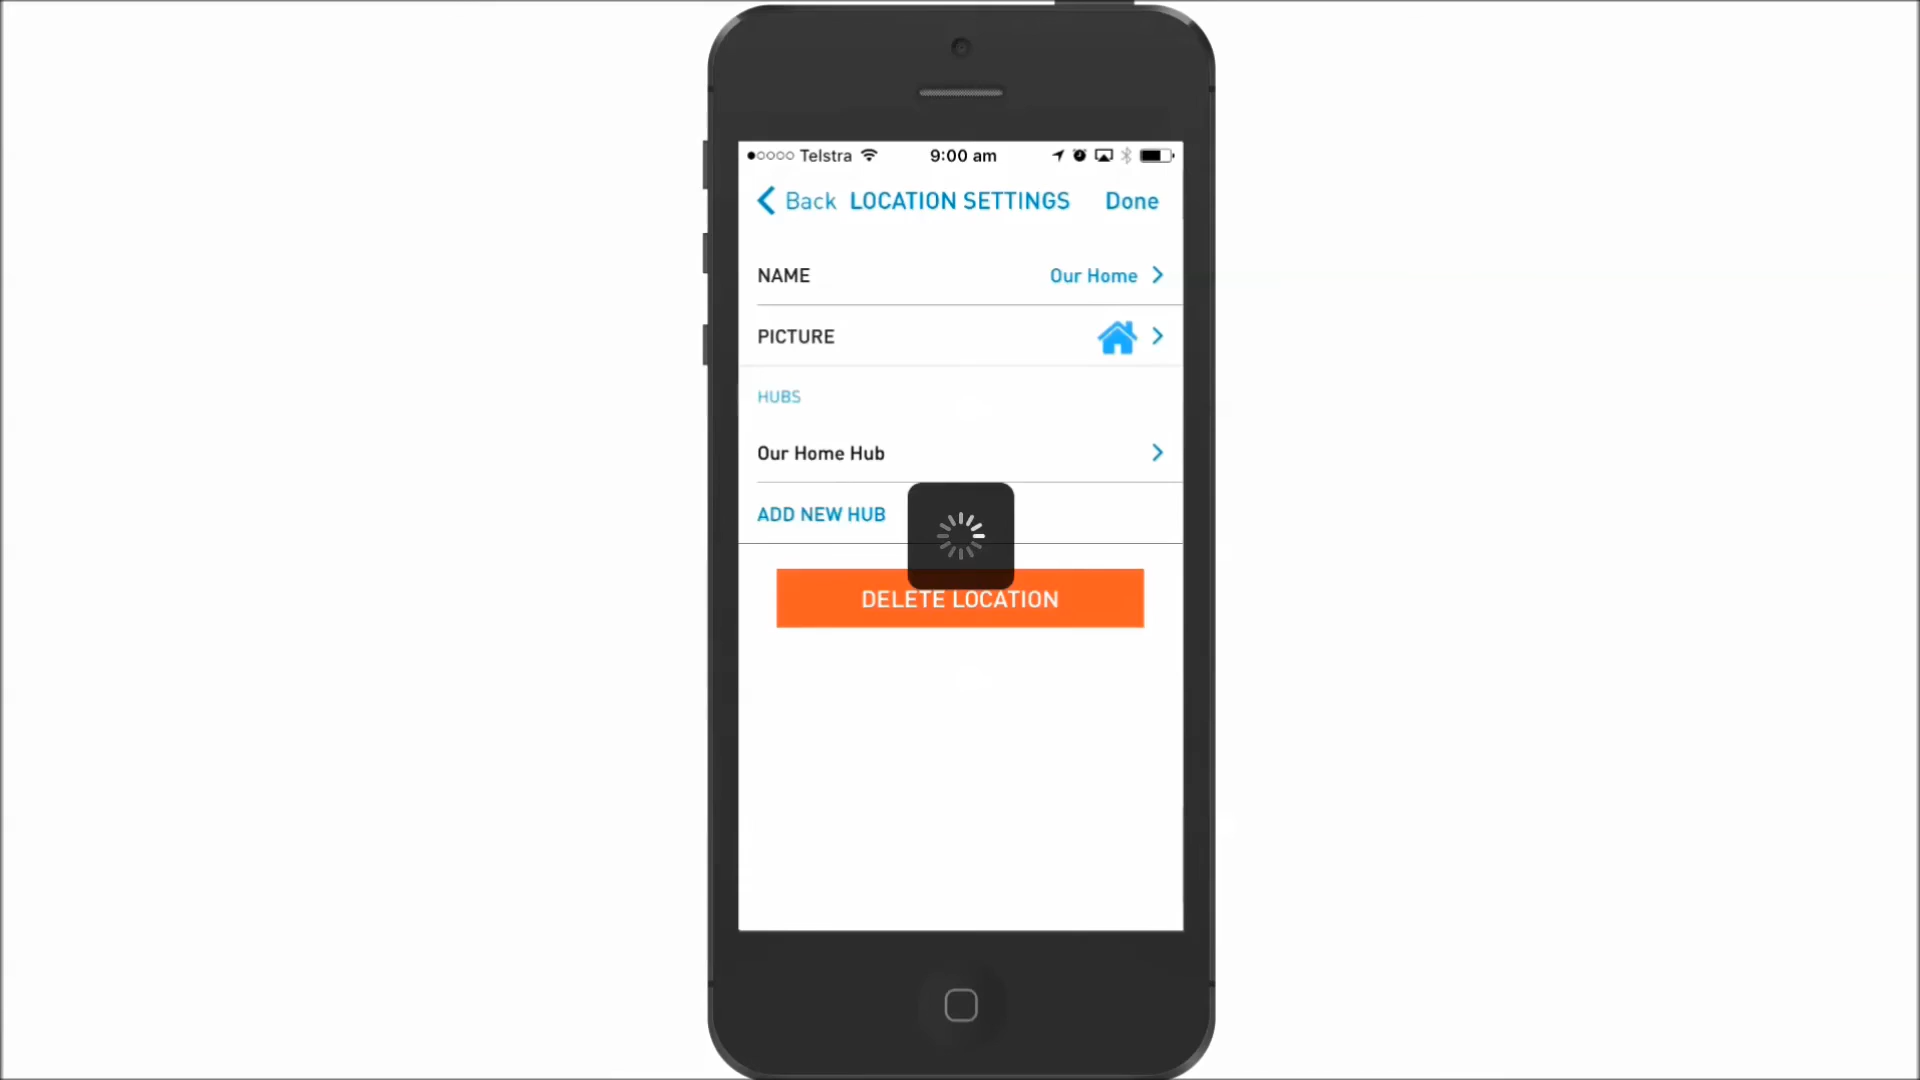 Telstra 9:00 am
Back LOCATION SETTINGS Done
NAME Our Home
PICTURE
HUBS
Our Home Hub
ADD NEW HUB
DELETE LOCATION